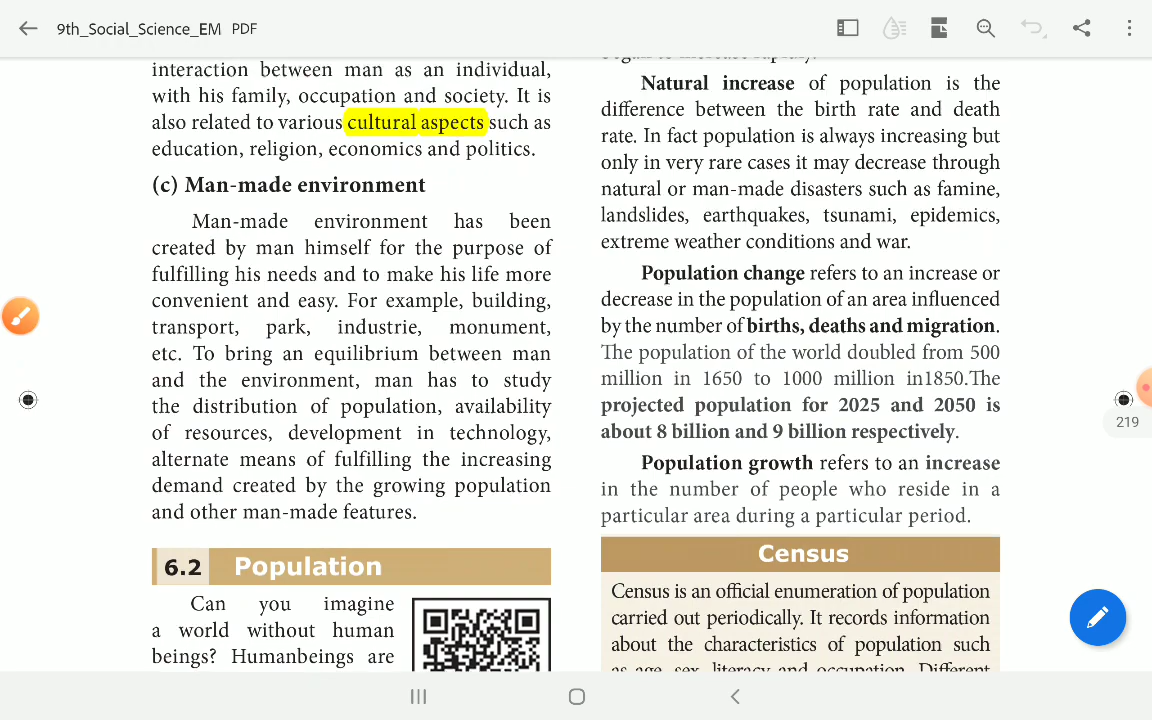 9th_Social_Science_EM PDF
interaction between man as an individual,
with his family, occupation and society. It is
also related to various cultural aspects such as
education, religion, economics and politics.
(c) Man-made environment
Man-made environment has been
created by man himself for the purpose of
fulfilling his needs and to make his life more
convenient and easy. For example, building,
transport, park, industrie, monument,
etc. To bring an equilibrium between man
and the environment, man has to study
the distribution of population, availability
of resources, development in technology,
alternate means of fulfilling the increasing
demand created by the growing population
and other man-made features.
6.2 Population
Can you imagine
a world without human
beings? Humanbeings are
Natural increase of population is the
difference between the birth rate and death
rate. In fact population is always increasing but
only in very rare cases it may decrease through
natural or man-made disasters such as famine,
landslides, earthquakes, tsunami, epidemics,
extreme weather conditions and war.
Population change refers to an increase or
decrease in the population of an area influenced
by the number of births, deaths and migration.
The population of the world doubled from 500
million in 1650 to 1000 million in1850.The
projected population for 2025 and 2050 is
about 8 billion and 9 billion respectively.
Population growth refers to an increase
in the number of people who reside in a
particular area during a particular period.
Census
Census is an official enumeration of population
carried out periodically. It records information
about the characteristics of population such
as age, sex, literacy and occupation. Different
219